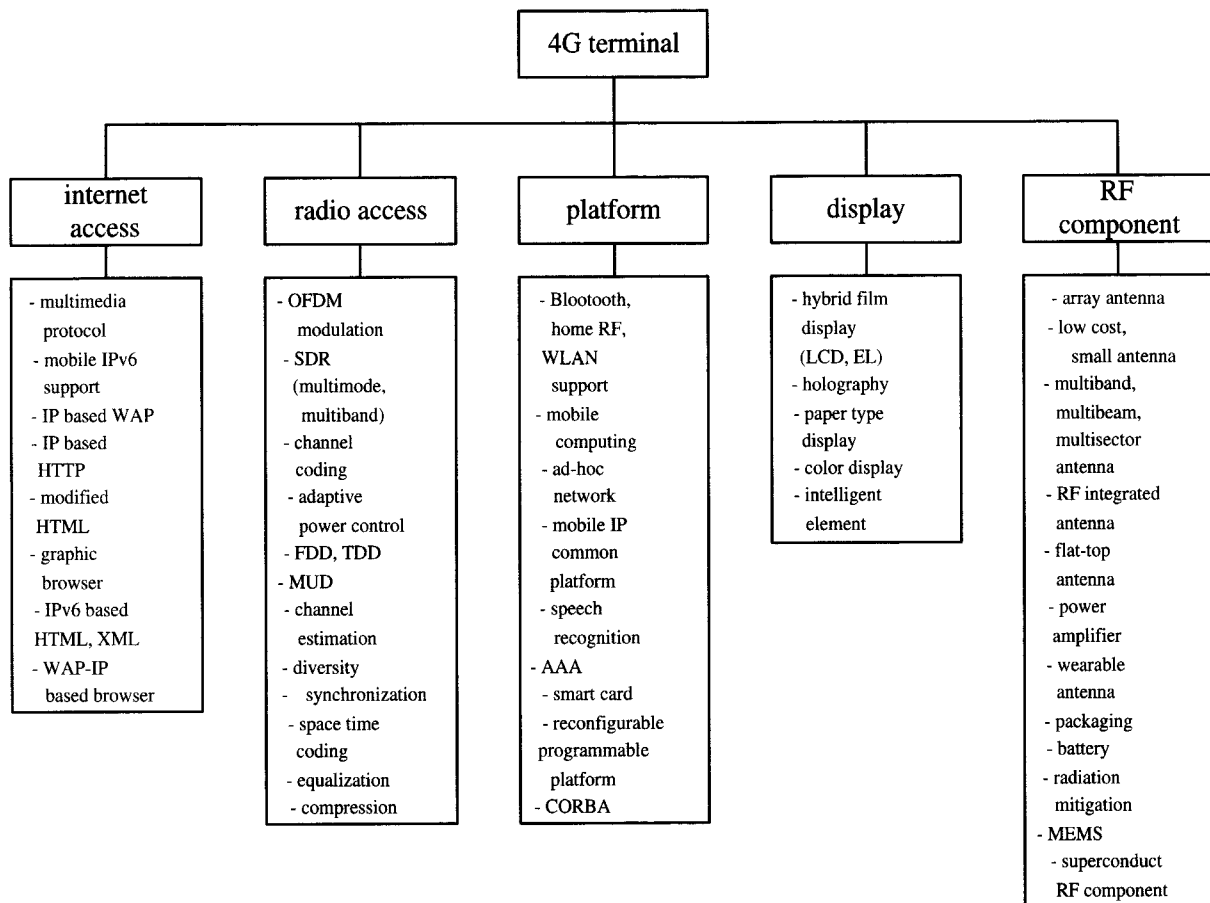 4G terminal
internet
access
radio access
platform
display
RF
component
- multimedia
protocol
- mobile IPv6
support
- IP based WAP
- IP based
HTTP
- modified
HTML
- graphic
browser
- IPv6 based
HTML, XML
- WAP-IP
based browser
- OFDM
modulation
- SDR
(multimode,
multiband)
- channel
coding
- adaptive
power control
- FDD, TDD
- MUD
- channel
estimation
- diversity
- synchronization
- space time
coding
- equalization
- compression
- Blootooth,
home RF,
WLAN
support
- mobile
computing
- ad-hoc
network
- mobile IP
common
platform
- speech
recognition
- AAA
- smart card
- reconfigurable
programmable
platform
- CORBA
- hybrid film
display
(LCD, EL)
- holography
- paper type
display
- color display
- intelligent
element
- array antenna
- low cost,
small antenna
- multiband,
multibeam,
multisector
antenna
- RF integrated
antenna
- flat-top
antenna
- power
amplifier
- wearable
antenna
- packaging
- battery
- radiation
mitigation
- MEMS
- superconduct
RF component